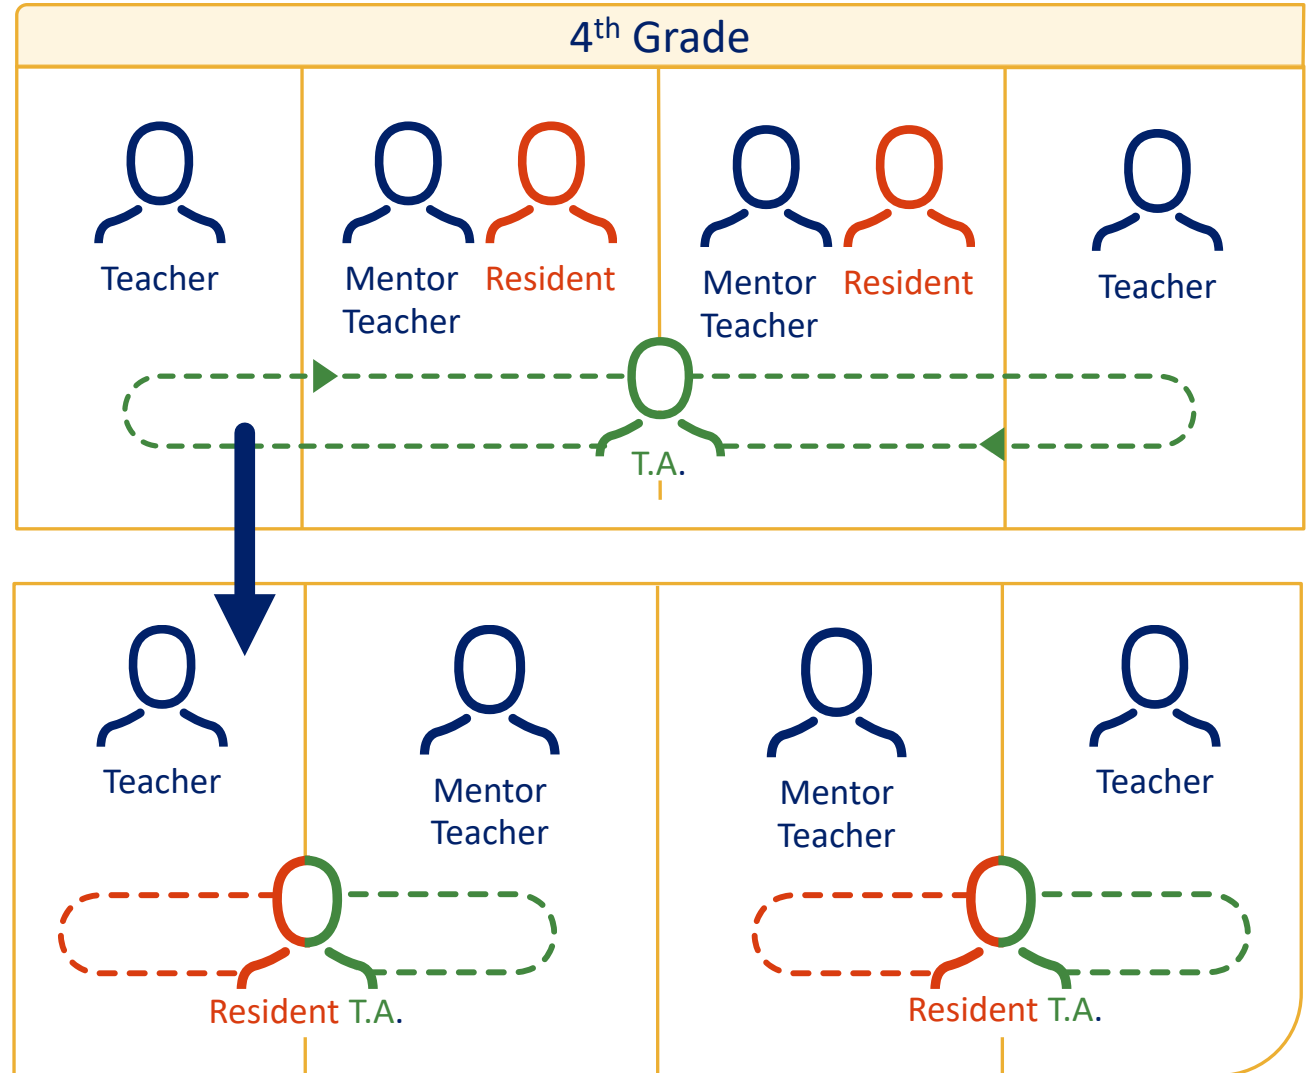 4th Grade
Teacher
Mentor
Teacher
Resident
Mentor
Teacher
Resident
Teacher
T.A.
Teacher
Mentor
Teacher
Mentor
Teacher
Teacher
Resident T.A.
Resident T.A.